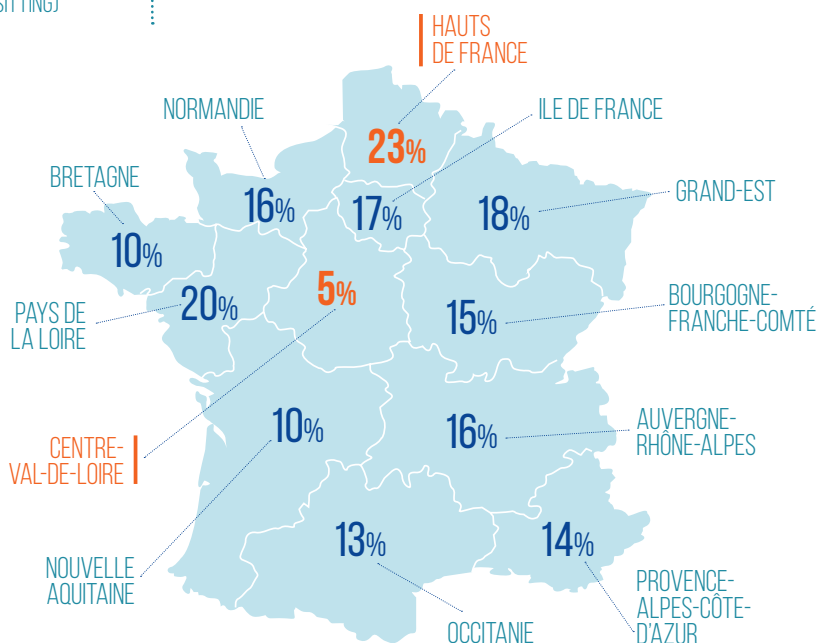 HAUTS
DE FRANCE
NORMANDIE
ILE DE FRANCE
23%
BRETAGNE
GRAND-EST
16%
17%
18%
10%
PAYS DE
LA LOIRE
20%
5%
15%
BOURGOGNE-
FRANCHE-COMTÉ
CENTRE-
VAL-DE-LOIRE
10%
16%
AUVERGNE-
RHÔNE-ALPES
13%
14%
NOUVELLE
AQUITAINE
OCCITANIE
PROVENCE-
ALPES-CÔTE-
D'AZUR